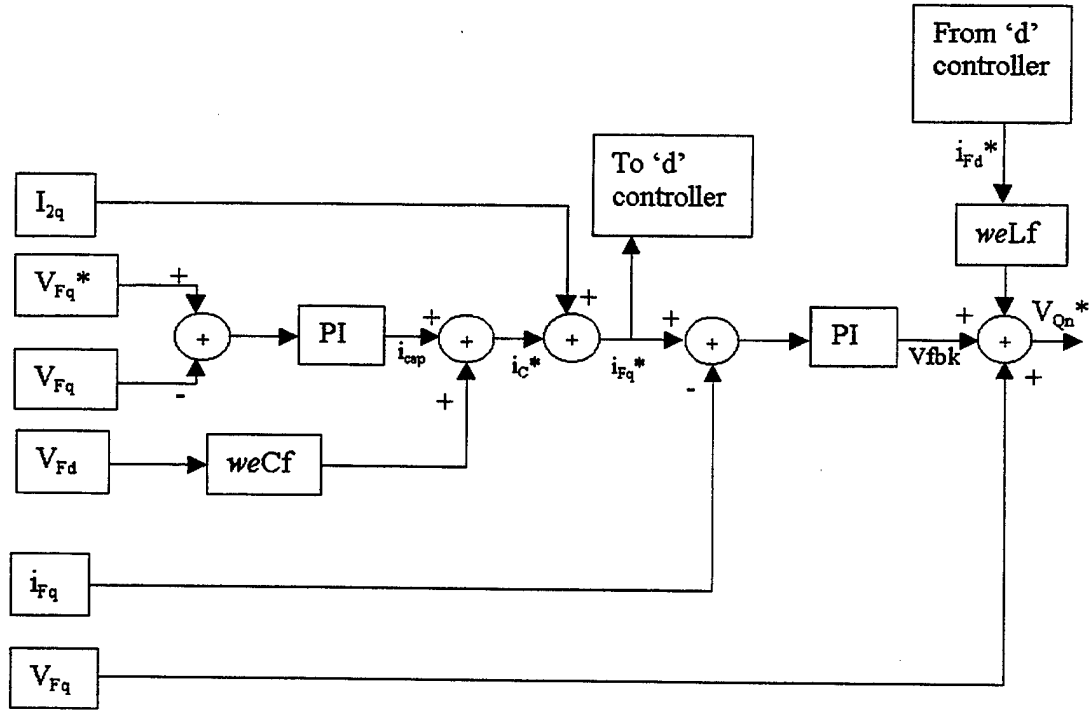 From ‘d’
controller
i_Fd*
To ‘d’
controller
I_2q
weLf
V_Fq*
+
+
+
V_Qn*
+
PI
+
+
+
+
PI
+
+
i_csp
i_C*
i_Fq*
Vfbk
V_Fq
-
+
-
+
V_Fd
weCf
i_Fq
V_Fq